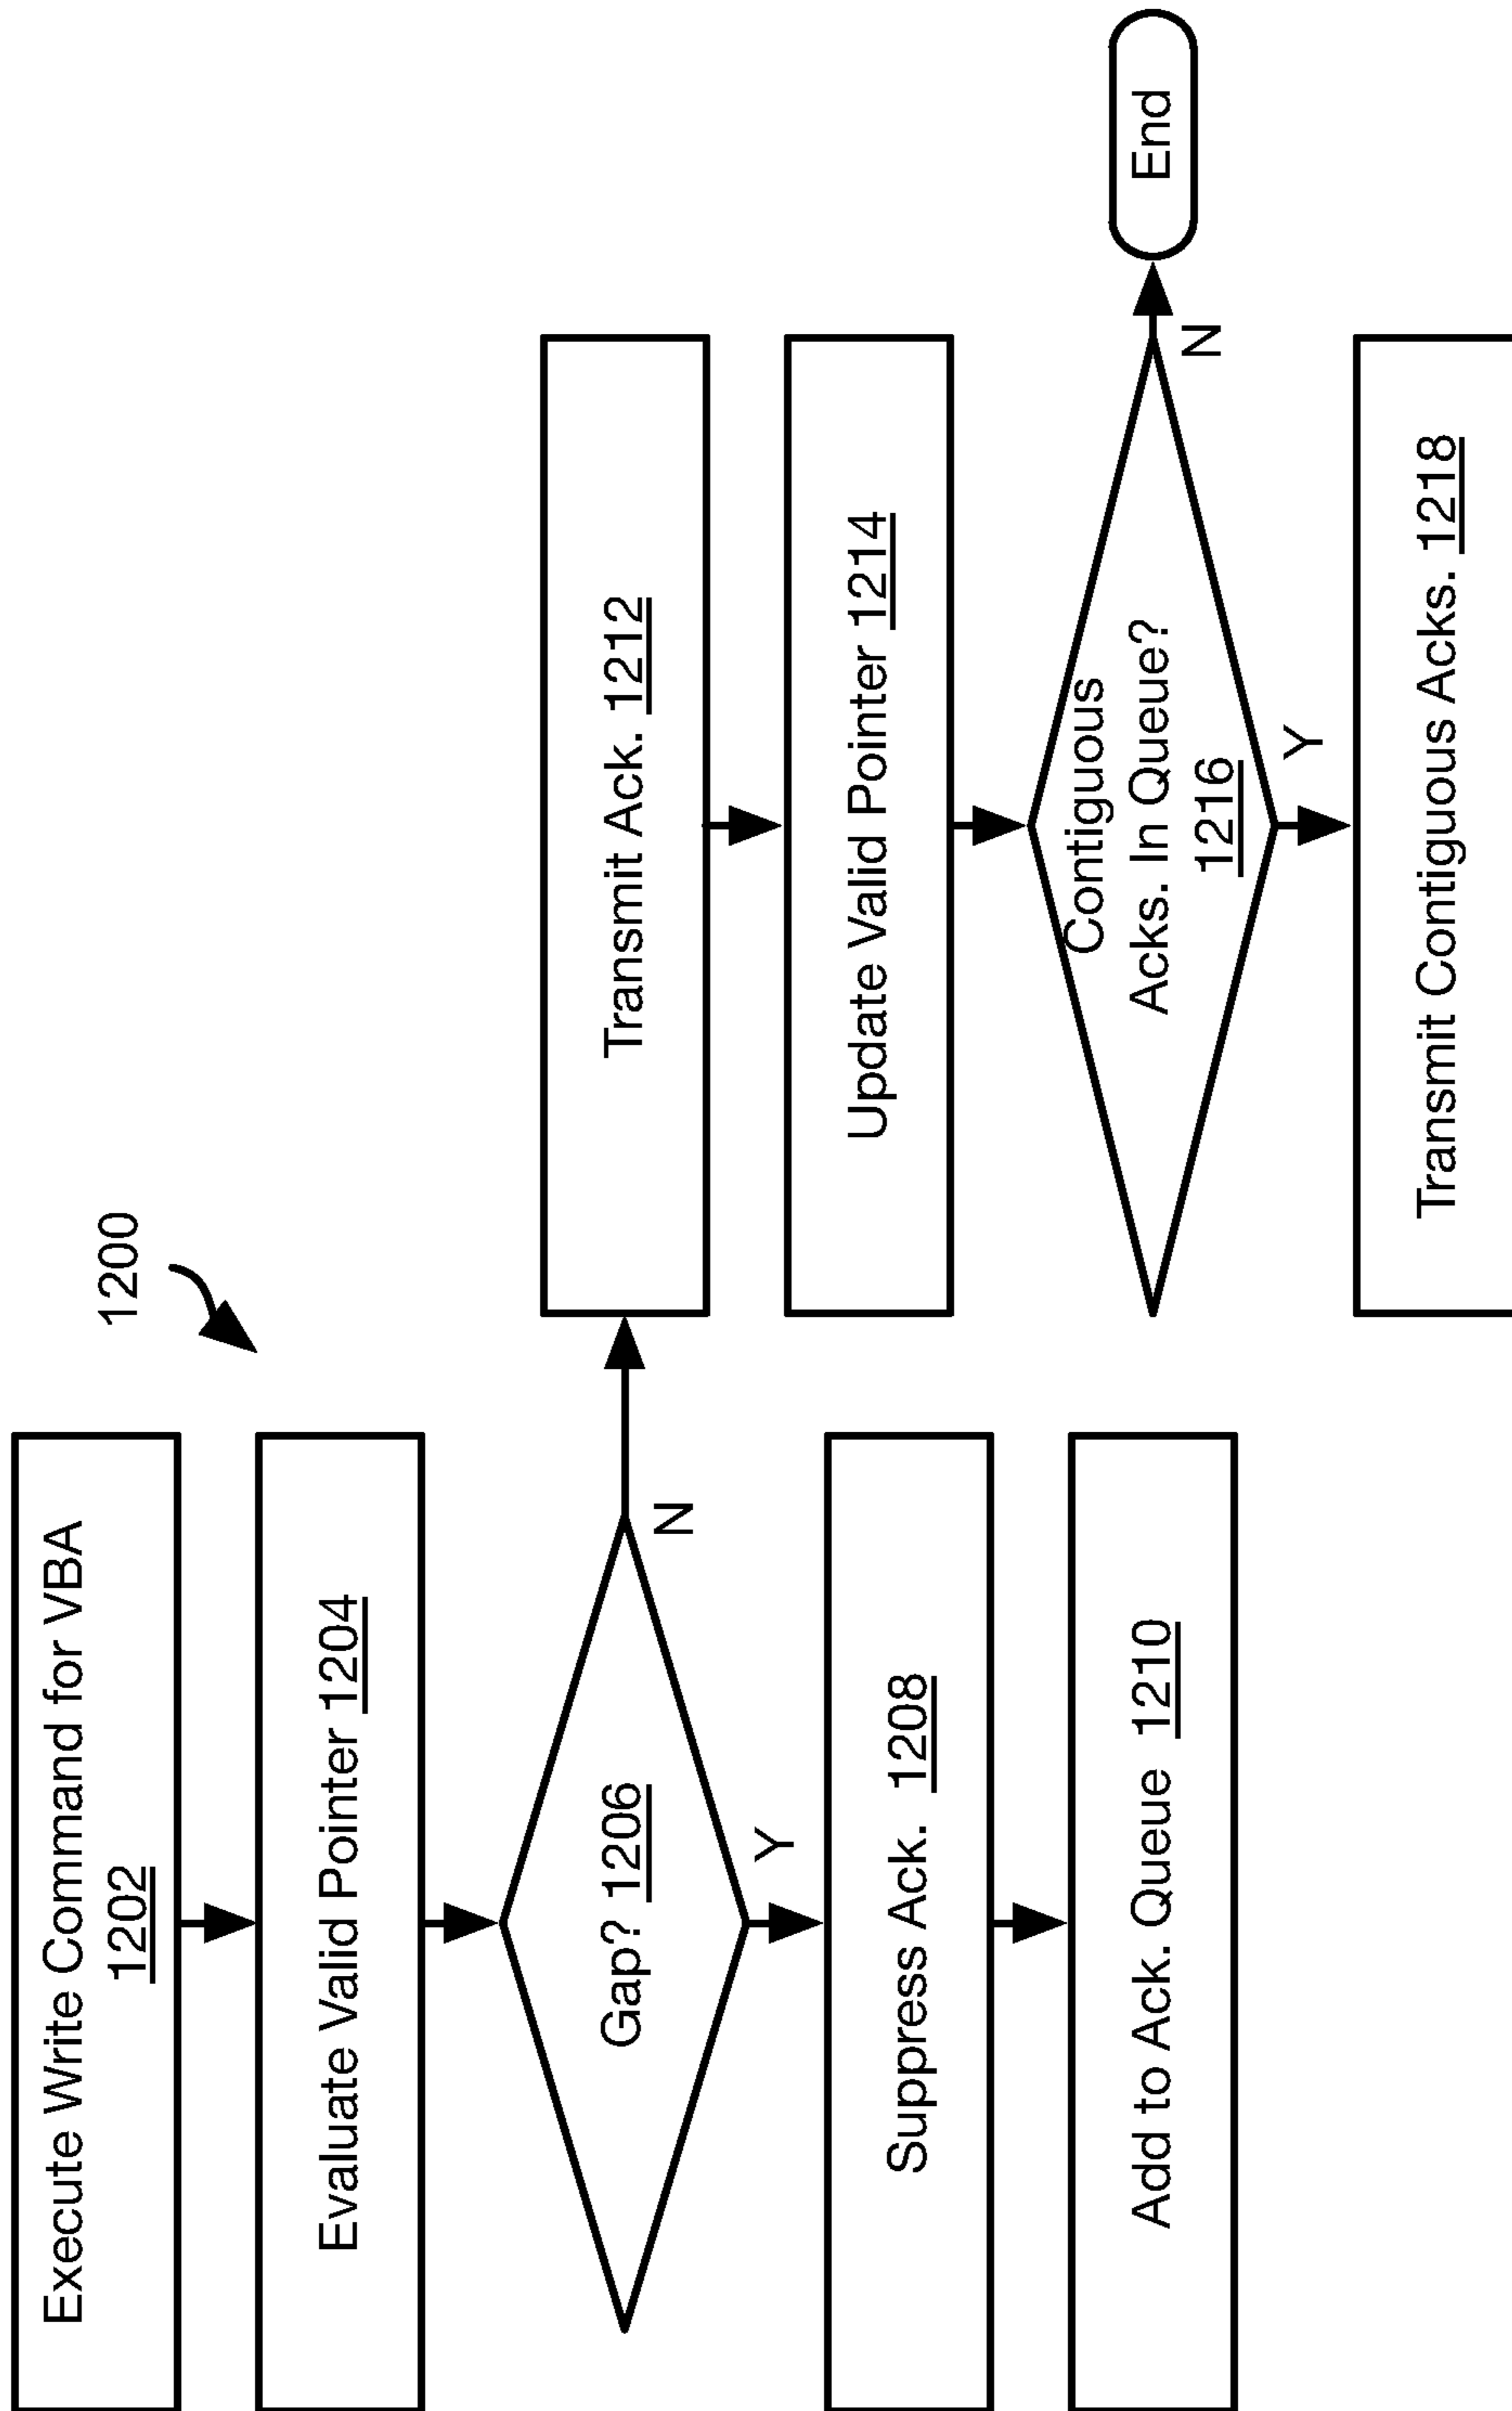 1200
Execute Write Command for VBA
1202
Evaluate Valid Pointer 1204
Gap? 1206
N
Y
Suppress Ack. 1208
Add to Ack. Queue 1210
Transmit Ack. 1212
Update Valid Pointer 1214
Contiguous
Acks. In Queue?
1216
N
End
Y
Transmit Contiguous Acks. 1218